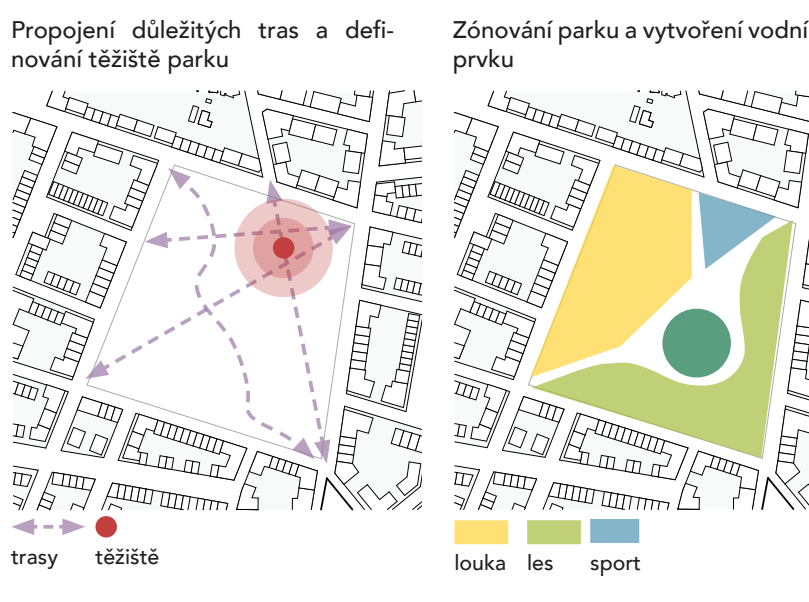 Propojení důležitých tras a defi-
nování těžiště parku
Zónování parku a vytvoření vodní
prvku
trasy těžiště
louka les sport